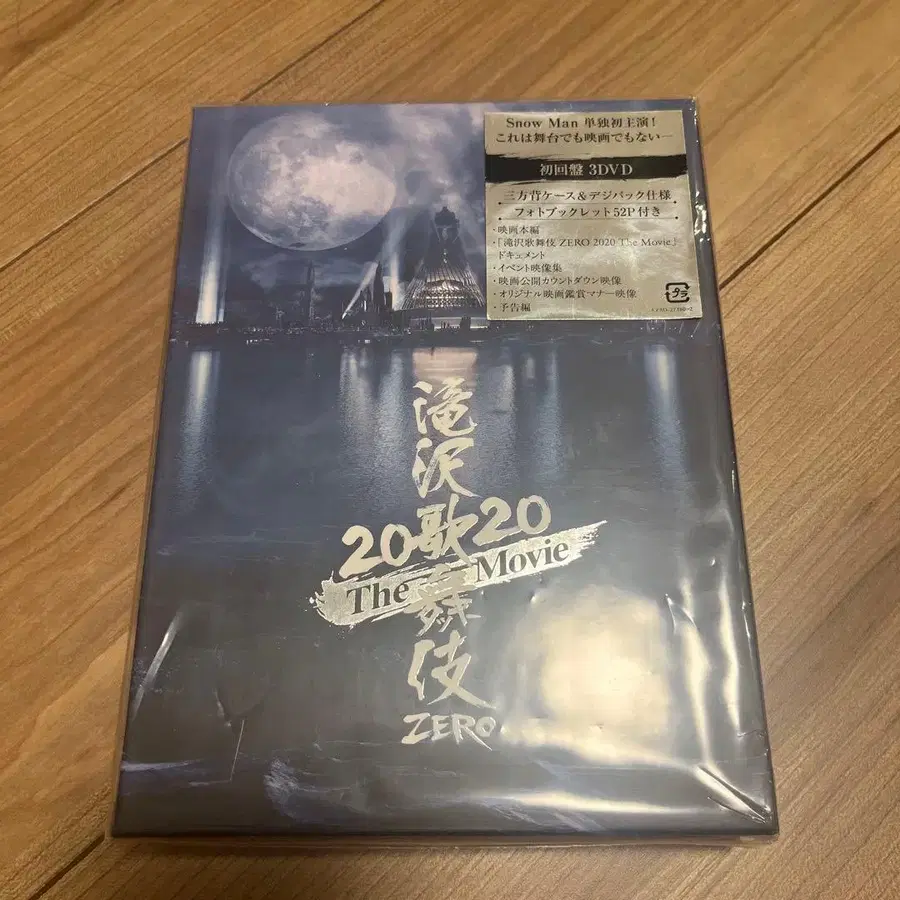 Snow Man 単独初主演!
これは舞台でも映画でもない―
初回盤 3DVD
三方背ケース&デジパック仕様
フォトブックレット52P付き
・映画本編
・「滝沢歌舞伎 ZERO 2020 The Movie」
ドキュメント
・イベント映像集
・映画公開カウントダウン映像
・オリジナル映画鑑賞マナー映像
・予告編
プラ
滝沢歌舞伎
2020
The Movie
ZERO